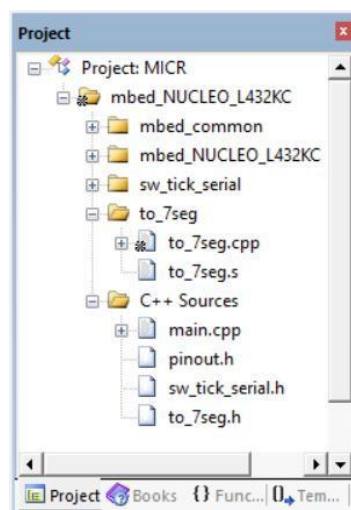 Project
Project: MICR
mbed_NUCLEO_L432KC
mbed_common
mbed_NUCLEO_L432KC
sw_tick_serial
to_7seg
to_7seg.cpp
to_7seg.s
C++ Sources
main.cpp
pinout.h
sw_tick_serial.h
to_7seg.h
Project Books {} Func... 0 Tem...